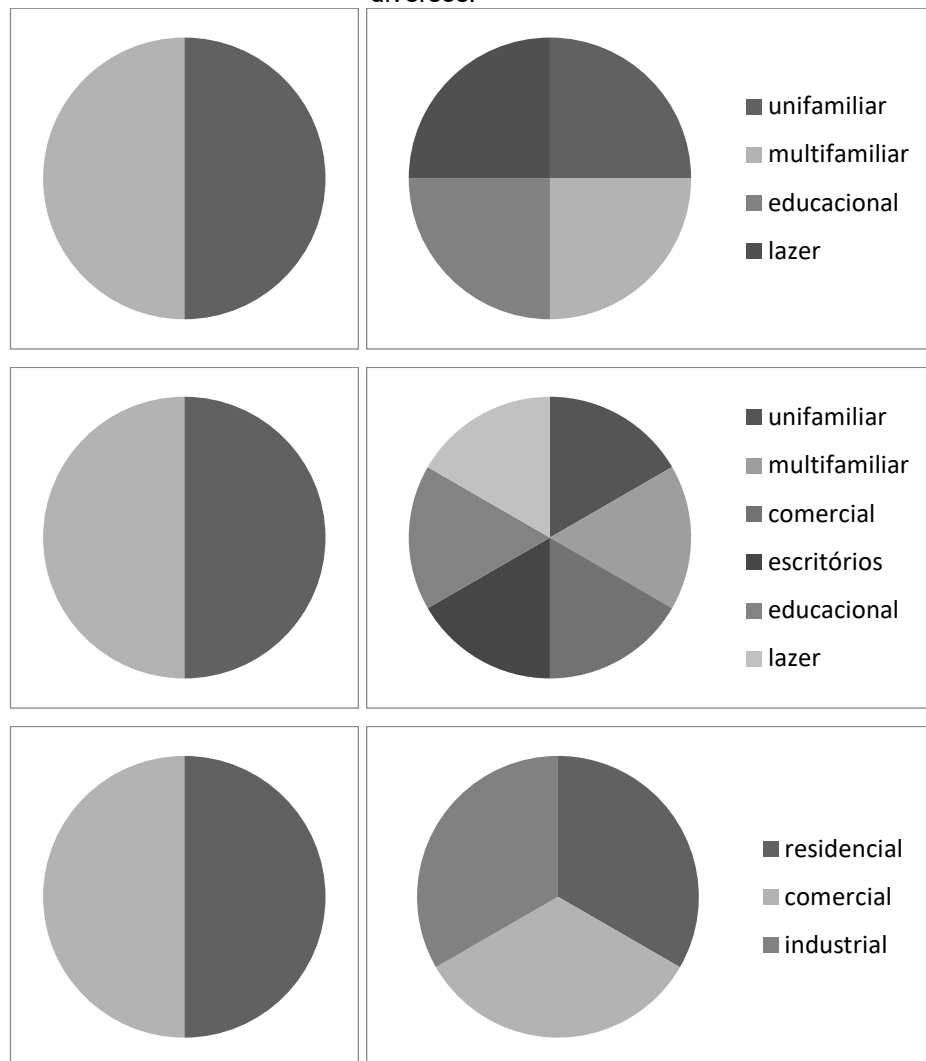 unifamiliar
multifamiliar
educacional
lazer
unifamiliar
multifamiliar
comercial
escritórios
educacional
lazer
residencial
comercial
industrial